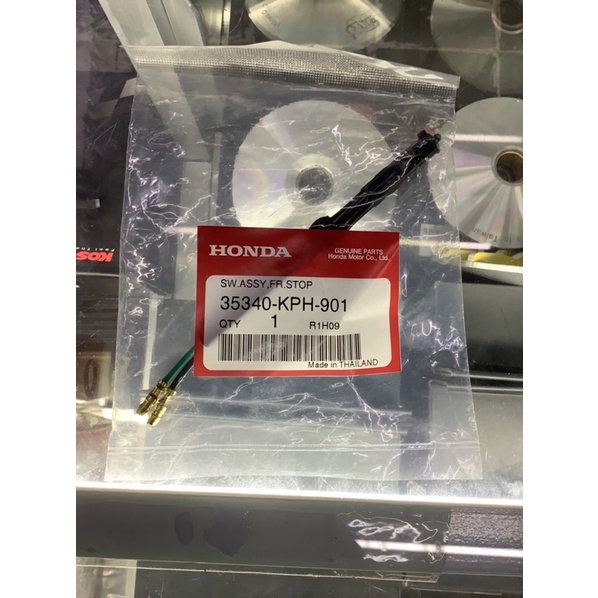 HONDA
GENUINE PARTS
Honda Motor Co., Ltd.
SW.ASSY,FR.STOP
35340-KPH-901
QTY 1 R1H09
Made in THAILAND